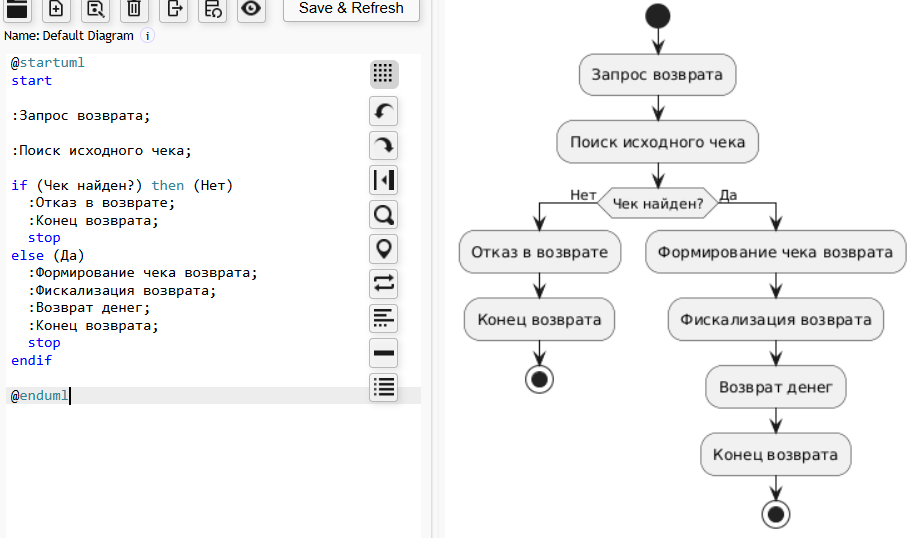 Save & Refresh
Name: Default Diagram i
@startuml
start
:Запрос возврата;
:Поиск исходного чека;
if (Чек найден?) then (Нет)
:Отказ в возврате;
:Конец возврата;
stop
else (Да)
:Формирование чека возврата;
:Фискализация возврата;
:Возврат денег;
:Конец возврата;
stop
endif
@enduml
Запрос возврата
Поиск исходного чека
Нет
Чек найден?
Да
Отказ в возврате
Формирование чека возврата
Конец возврата
Фискализация возврата
Возврат денег
Конец возврата